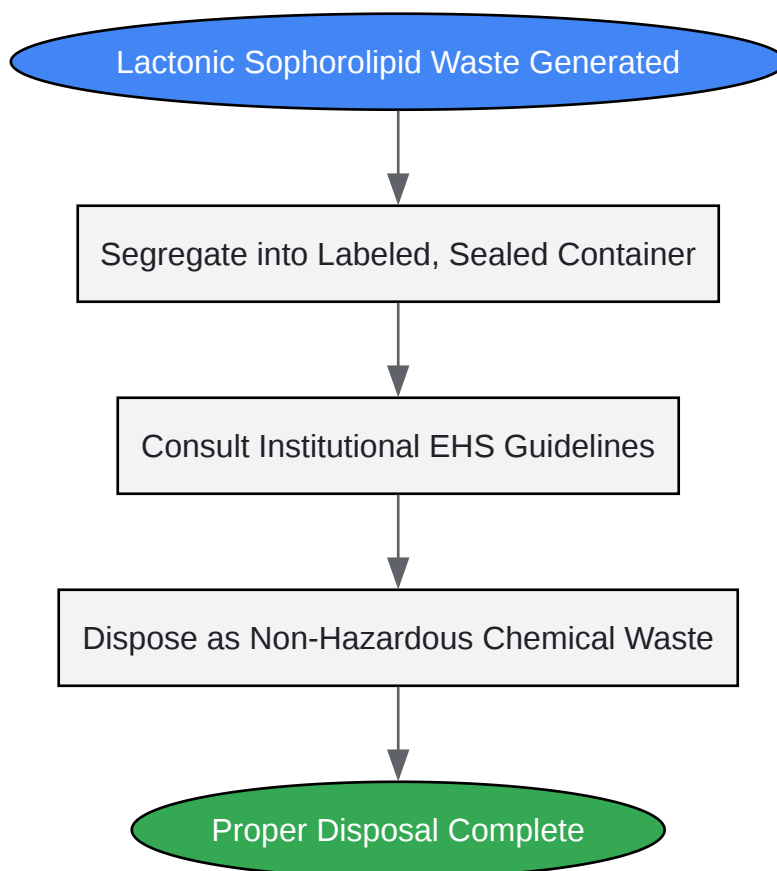 Lactonic Sophorolipid Waste Generated
Segregate into Labeled, Sealed Container
Consult Institutional EHS Guidelines
Dispose as Non-Hazardous Chemical Waste
Proper Disposal Complete